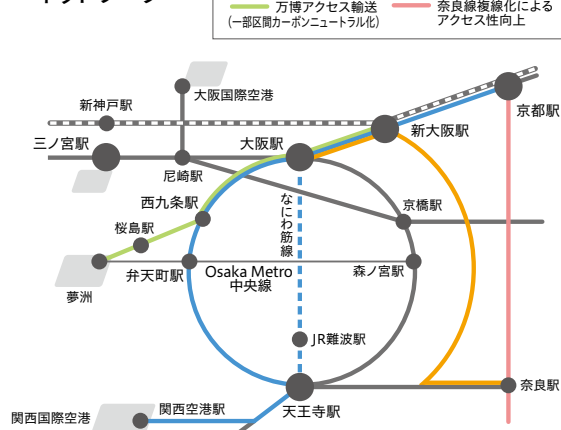 万博アクセス輸送
(一部区間カーボンニュートラル化)
奈良線複線化による
アクセス性向上
大阪国際空港
新神戸駅
京都駅
三ノ宮駅
大阪駅
新大阪駅
尼崎駅
西九条駅
なにわ筋線
京橋駅
桜島駅
弁天町駅
Osaka Metro
中央線
森ノ宮駅
夢洲
JR難波駅
奈良駅
関西空港駅
天王寺駅
関西国際空港